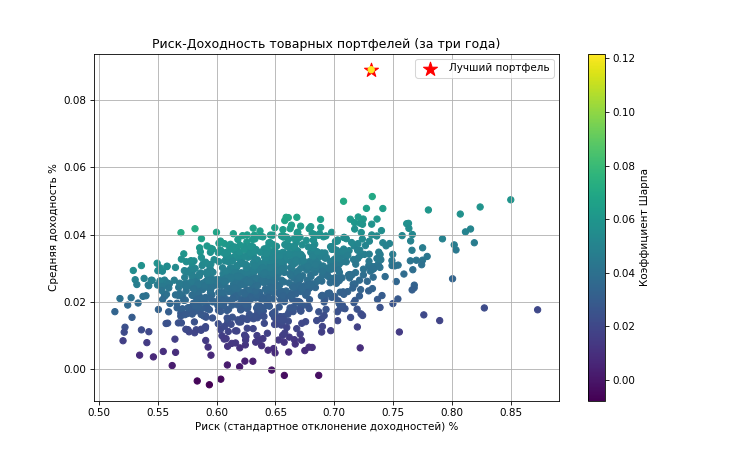 Риск-Доходность товарных портфелей (за три года)
Лучший портфель
Средняя доходность %
0.08
0.06
0.04
0.02
0.00
0.50 0.55 0.60 0.65 0.70 0.75 0.80 0.85
Риск (стандартное отклонение доходностей) %
0.12
0.10
0.08
0.06
0.04
0.02
0.00
Коэффициент Шарпа